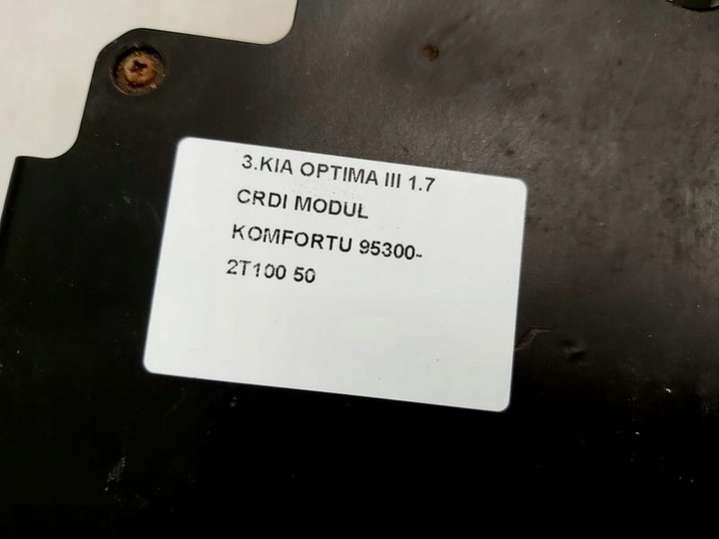 3.KIA OPTIMA III 1.7
CRDI MODUL
KOMFORTU 95300-
2T100 50